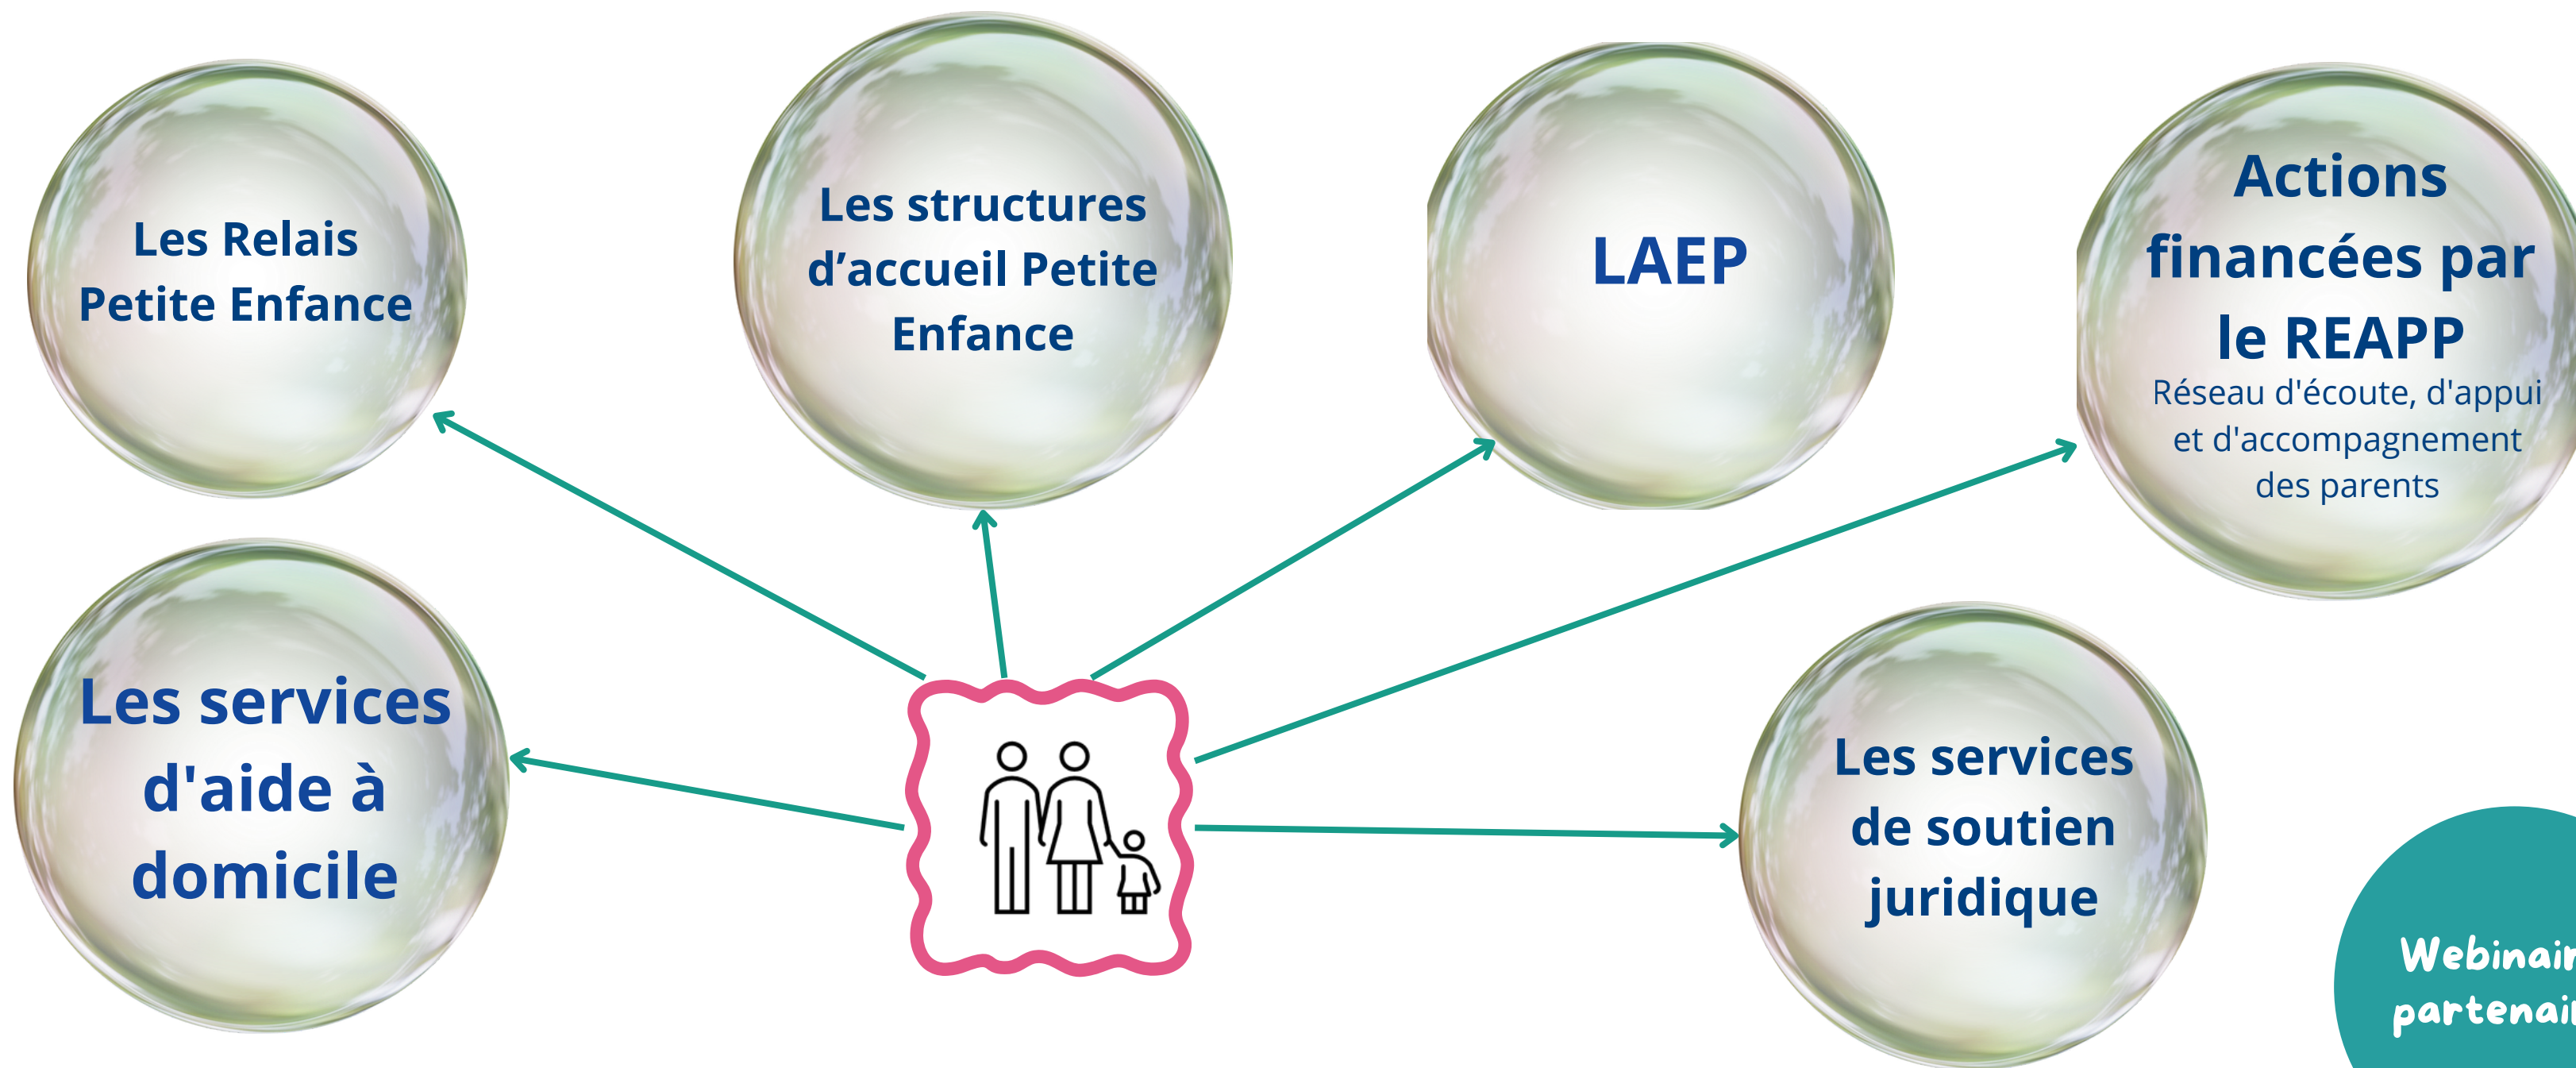 Les Relais
Petite Enfance
Les structures
d’accueil Petite
Enfance
LAEP
Actions
financées par
le REAPP
Réseau d'écoute, d'appui
et d'accompagnement
des parents
Les services
d'aide à
domicile
Les services
de soutien
juridique